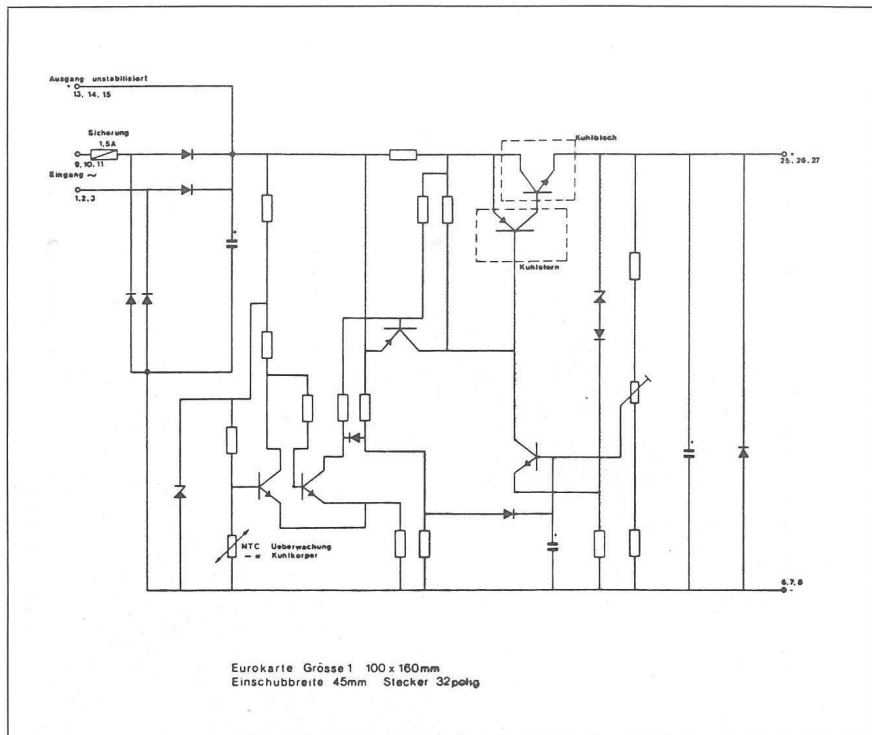 Ausgang unstabilisiert
+
13, 14, 15
Sicherung
1,5A
9, 10, 11
Eingang ~
1, 2, 3
Kuhlblech
+
25, 26, 27
Kuhlstern
+
+
+
NTC Ueberwachung
- α Kuhlkorper
6, 7, 8
-
Eurokarte Grösse 1 100 x 160mm
Einschubbreite 45mm Stecker 32polig